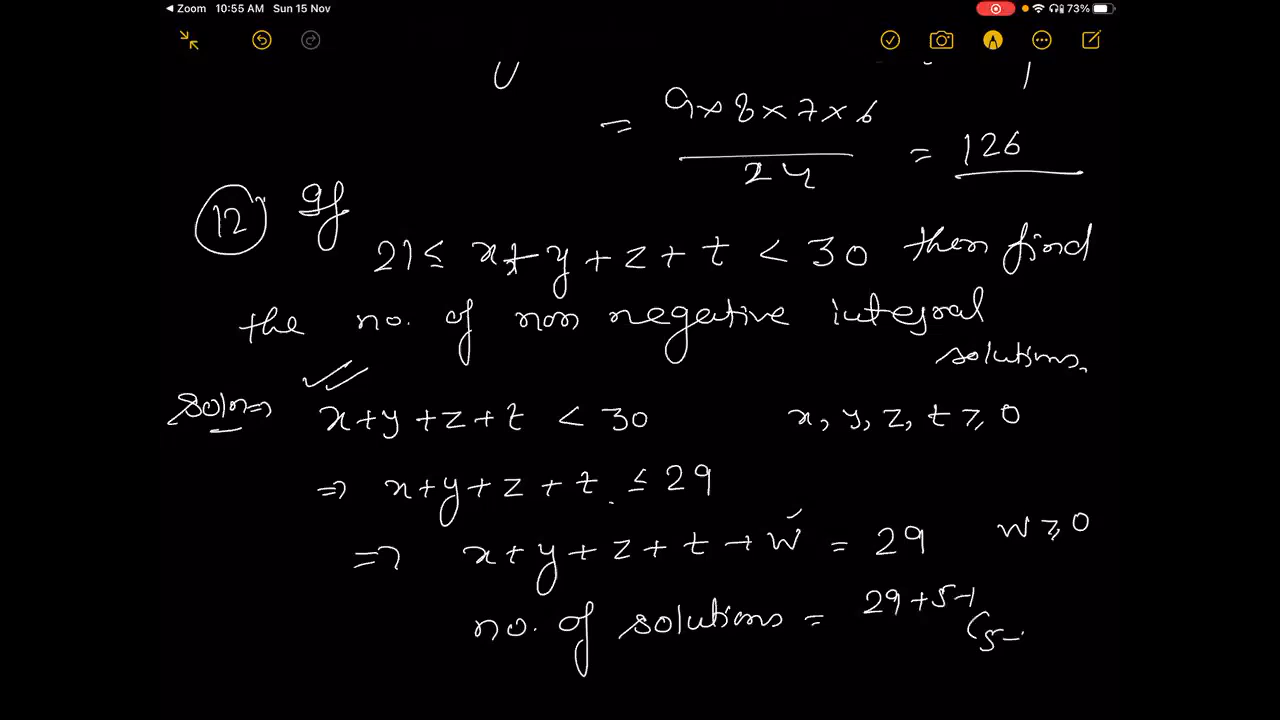 Zoom 10:55 AM Sun 15 Nov 73%
= 9×8×7×6 / 24 = 126
12 If
21 ≤ x+y+z+t < 30 then find
the no. of non negative integral
solutions.
Soln⇒ x+y+z+t < 30 x, y, z, t ≥ 0
⇒ x+y+z+t ≤ 29
⇒ x+y+z+t+w = 29 w ≥ 0
no. of solutions = 29+5-1 C 5-